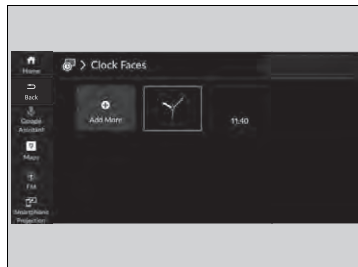 Home
Clock Faces
Back
Google
Assistant
Add More
11:40
Maps
FM
Smartphone
Projection